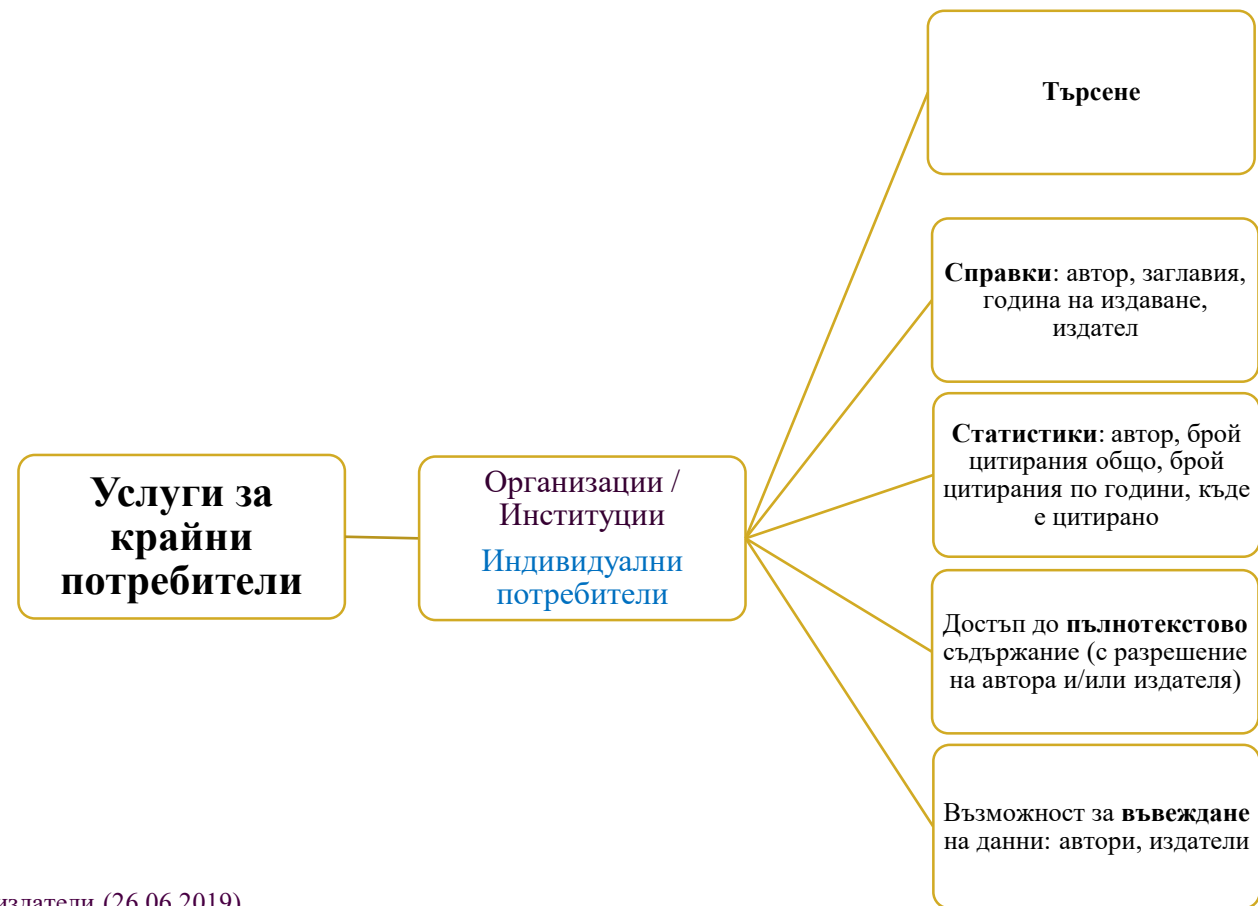 Търсене
Справки: автор, заглавия,
година на издаване,
издател
Статистики: автор, брой
цитирания общо, брой
цитирания по години, къде
е цитирано
Услуги за
крайни
потребители
Организации /
Институции
Индивидуални
потребители
Достъп до пълнотекстово
съдържание (с разрешение
на автора и/или издателя)
Възможност за въвеждане
на данни: автори, издатели
издатели (26.06.2019)